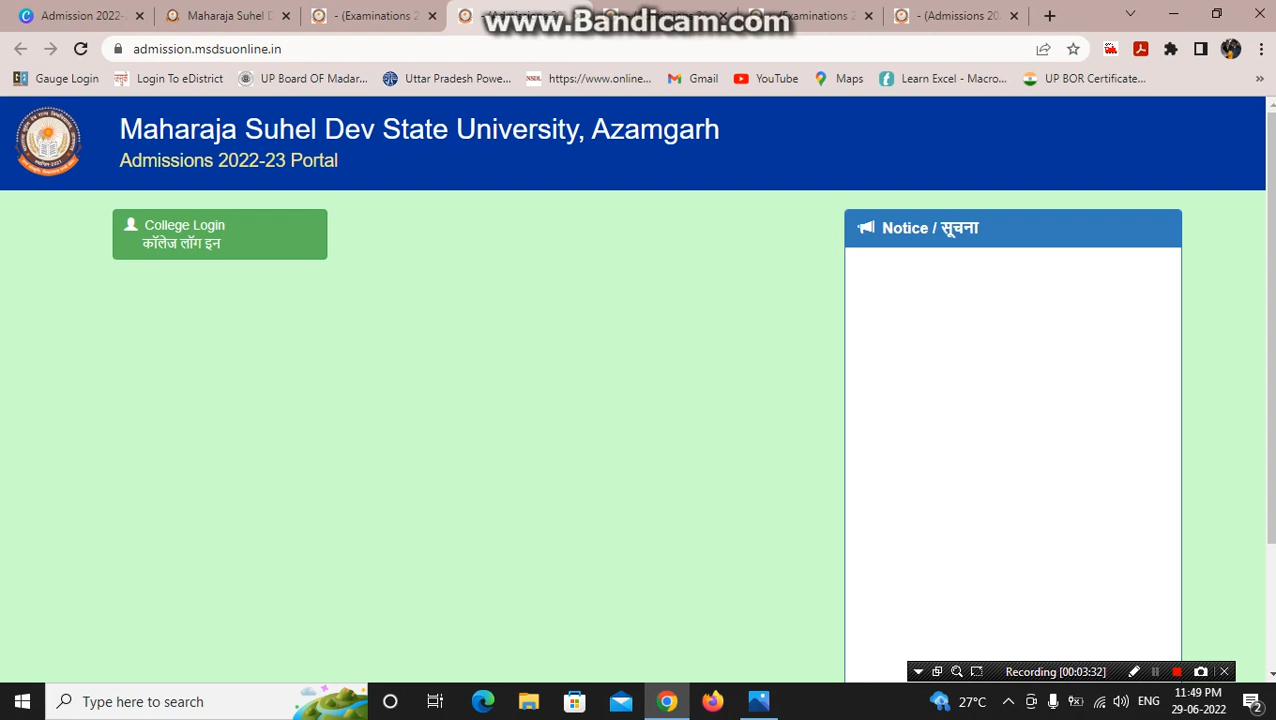 Admission 2022-
Maharaja Suhel D
- (Examinations 2
(Examinations 2
- (Admissions 20
www.Bandicam.com
admission.msdsuonline.in
Gauge Login
Login To eDistrict
UP Board OF Madar...
Uttar Pradesh Powe...
NSDL
https://www.online...
Gmail
YouTube
Maps
Learn Excel - Macro...
UP BOR Certificate...
»
Maharaja Suhel Dev State University, Azamgarh
Admissions 2022-23 Portal
College Login
कॉलेज लॉग इन
Notice / सूचना
Recording [00:03:32]
Type here to search
27°C
ENG
11:49 PM
29-06-2022
2